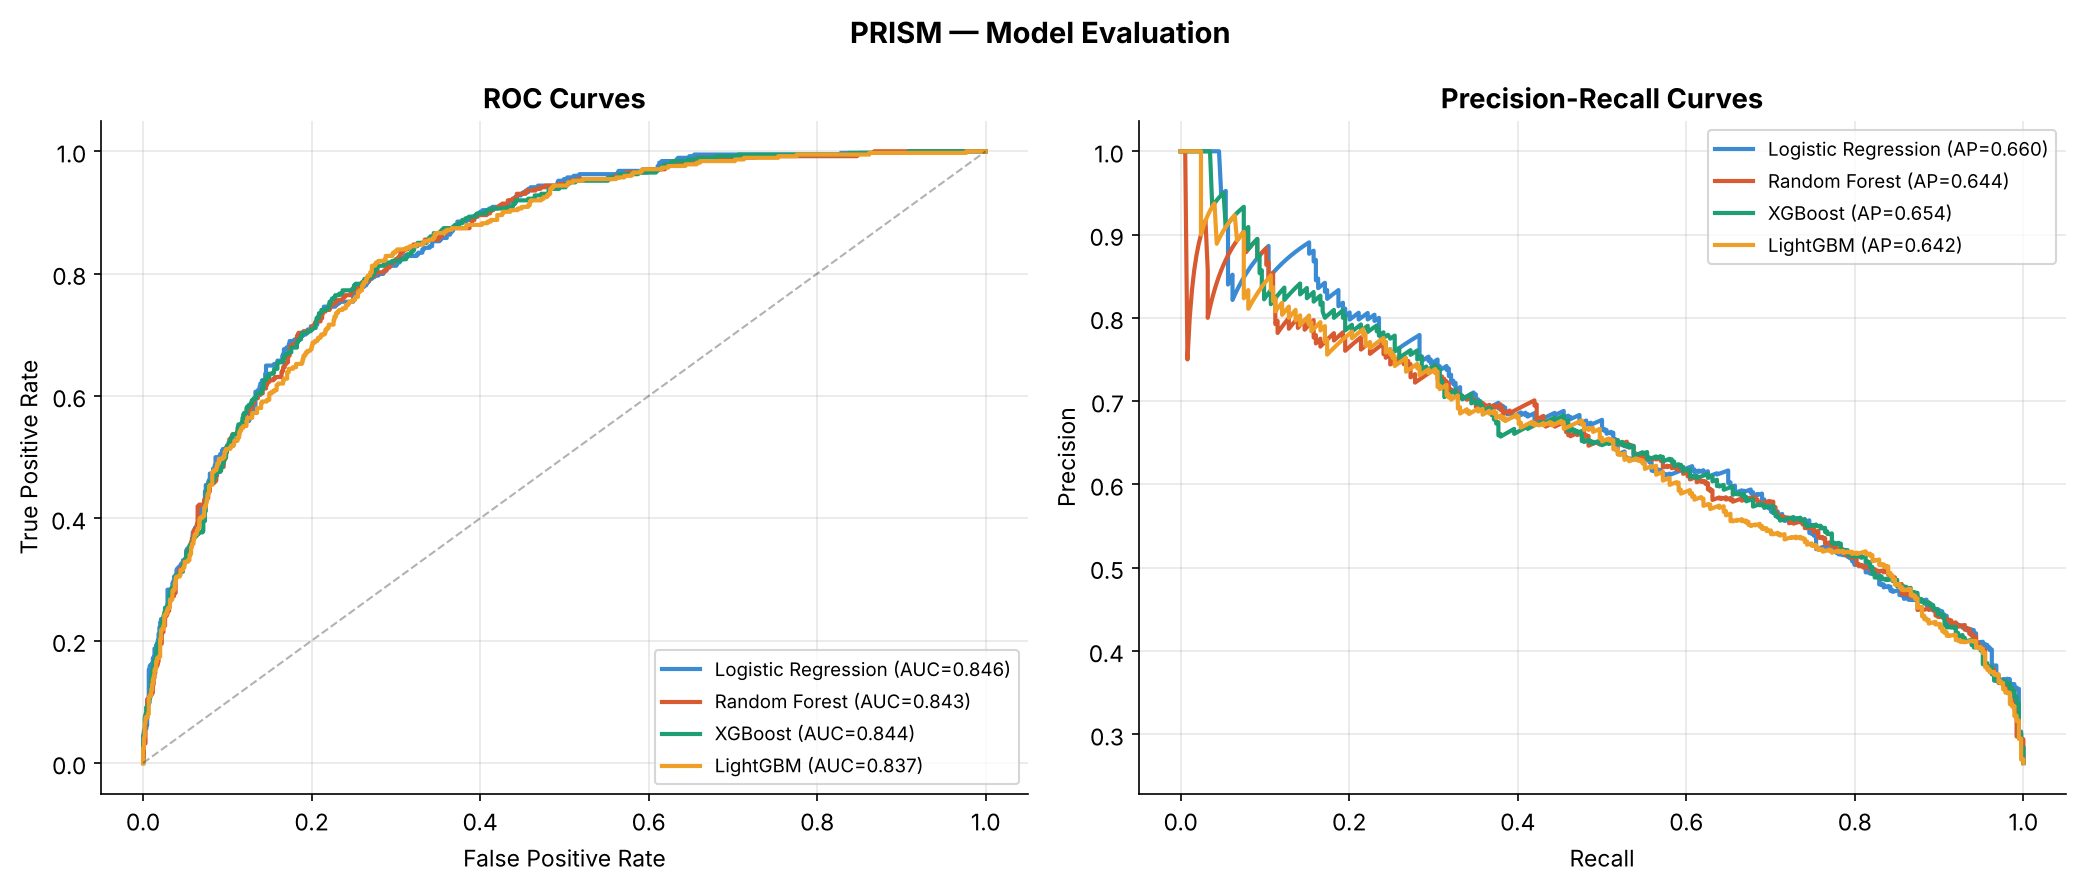 PRISM — Model Evaluation
ROC Curves
True Positive Rate
1.0
0.8
0.6
0.4
0.2
0.0
Logistic Regression (AUC=0.846)
Random Forest (AUC=0.843)
XGBoost (AUC=0.844)
LightGBM (AUC=0.837)
0.0 0.2 0.4 0.6 0.8 1.0
False Positive Rate
Precision-Recall Curves
Precision
1.0
0.9
0.8
0.7
0.6
0.5
0.4
0.3
Logistic Regression (AP=0.660)
Random Forest (AP=0.644)
XGBoost (AP=0.654)
LightGBM (AP=0.642)
0.0 0.2 0.4 0.6 0.8 1.0
Recall